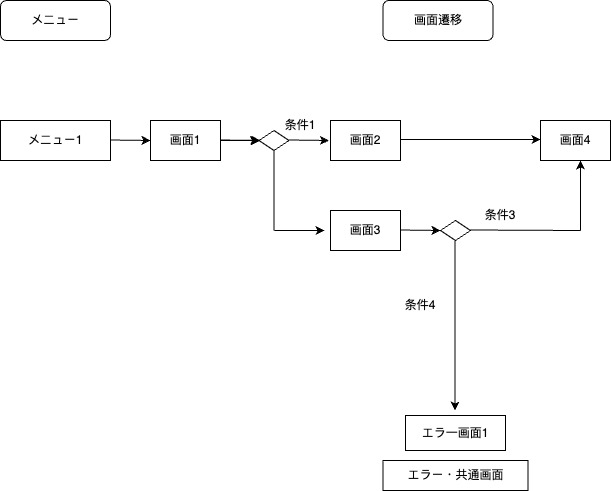 メニュー
画面遷移
条件1
メニュー1
画面1
画面2
画面4
条件3
画面3
条件4
エラー画面1
エラー・共通画面